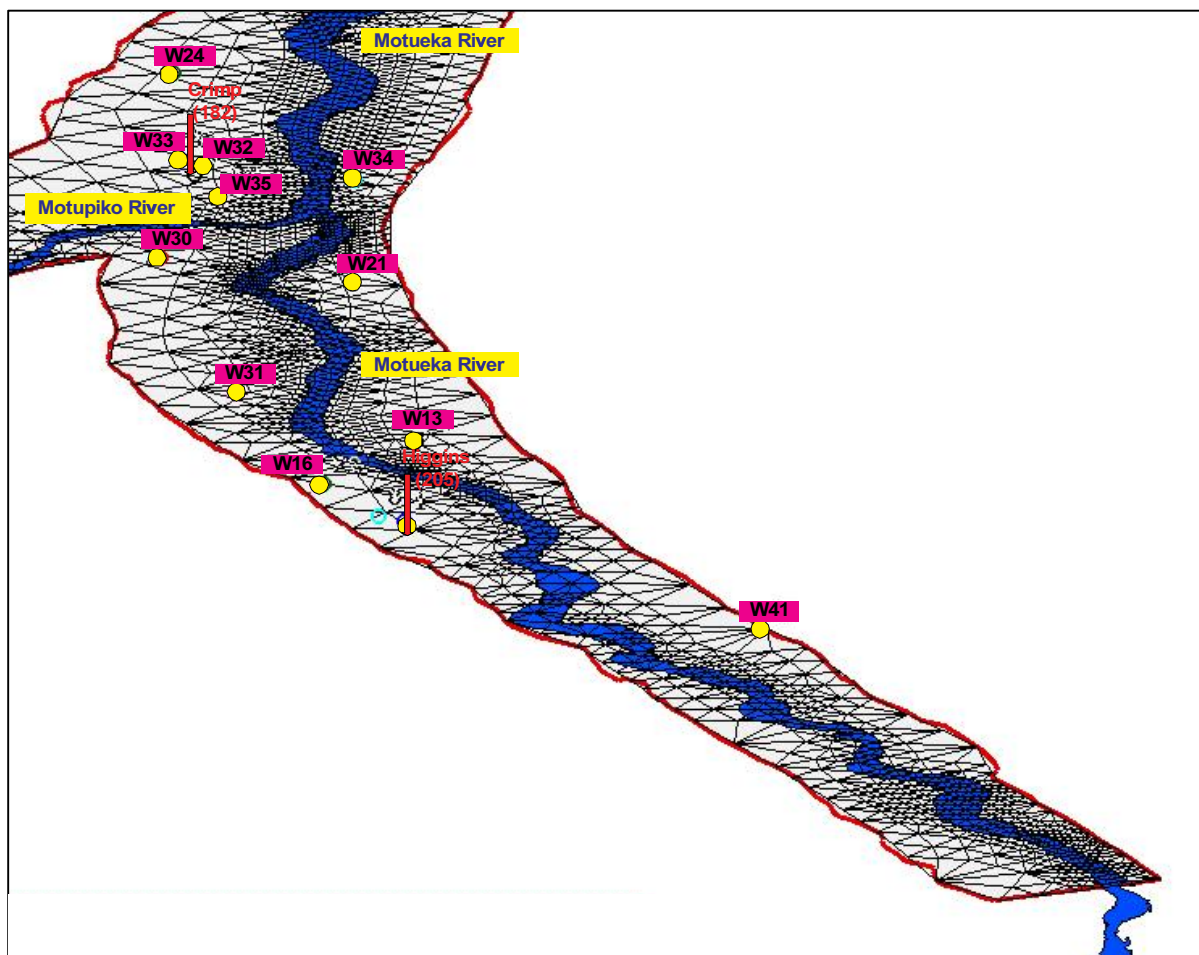 Motueka River
W24
Crimp
(182)
W33
W32
W34
W35
Motupiko River
W30
W21
Motueka River
W31
W13
Higgins
(205)
W16
W41